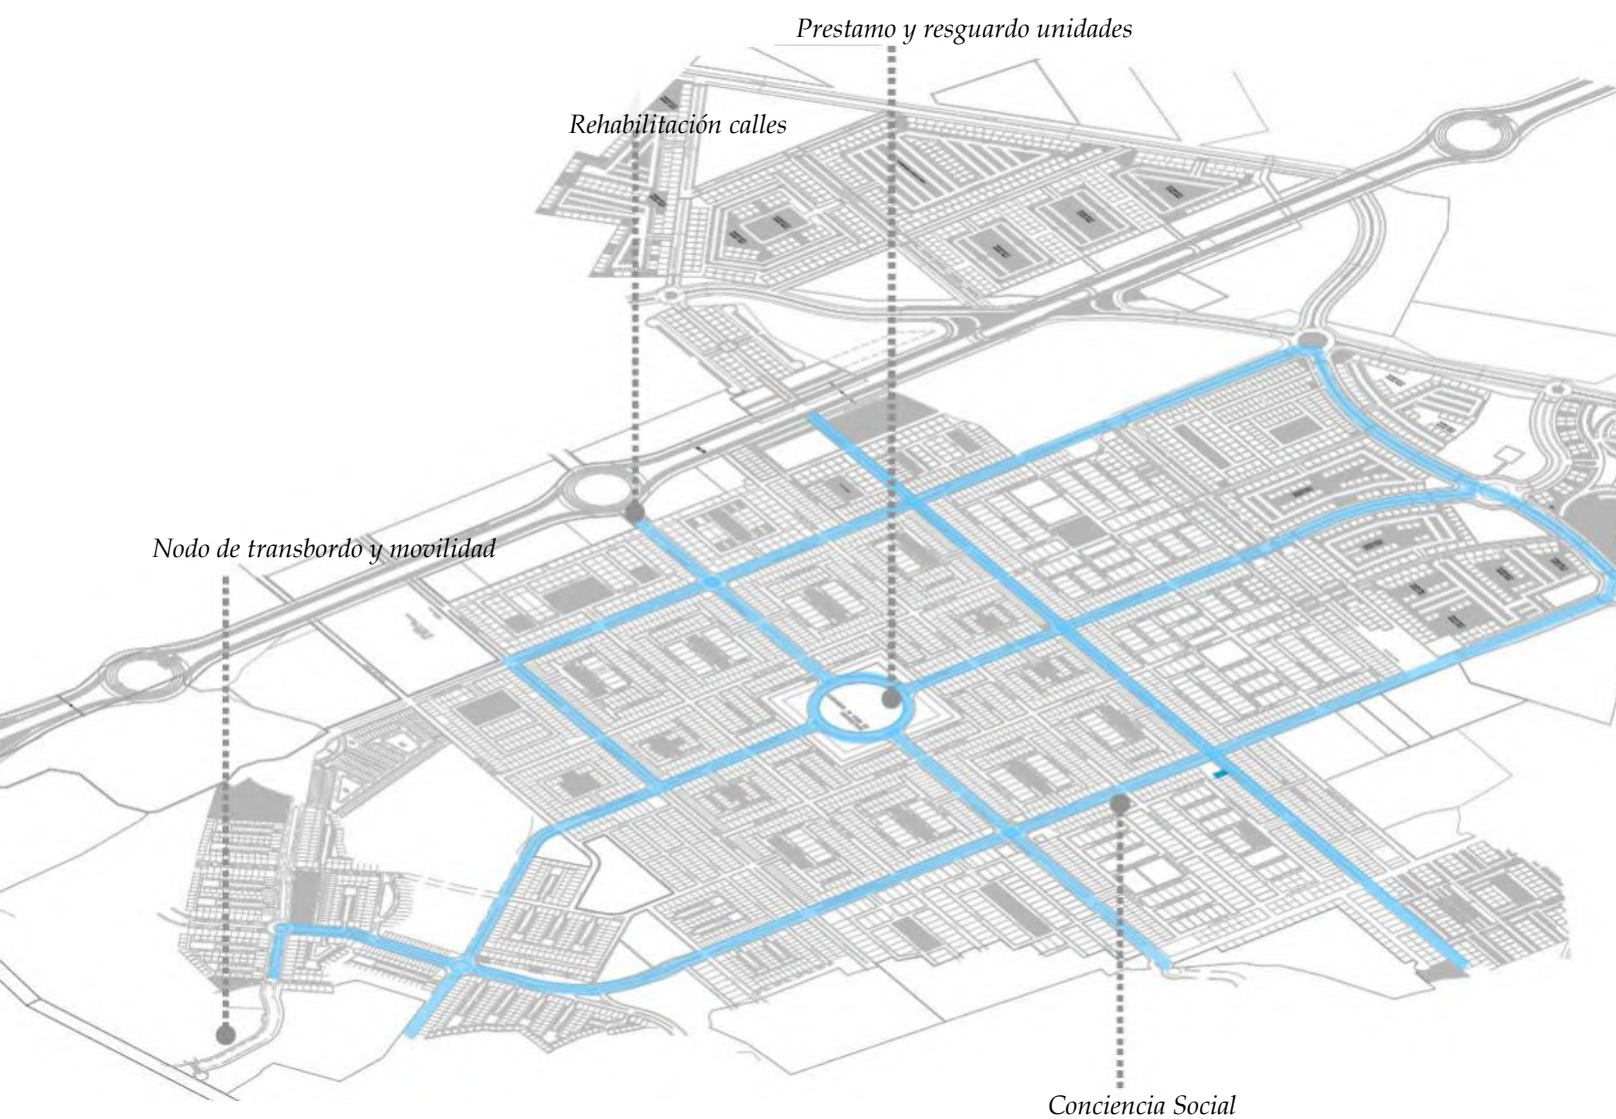 Prestamo y resguardo unidades
Rehabilitación calles
Nodo de transbordo y movilidad
Conciencia Social